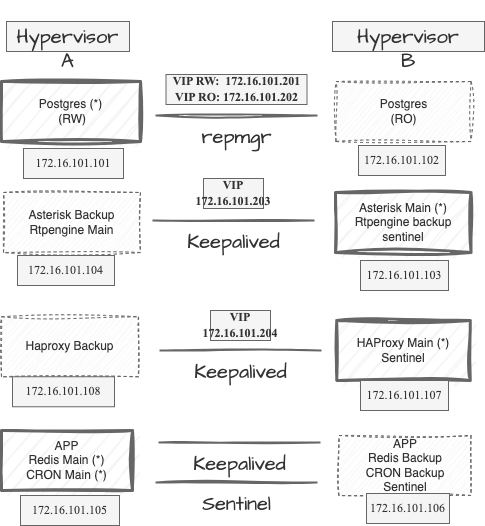 Hypervisor
A
Hypervisor
B
VIP RW: 172.16.101.201
VIP RO: 172.16.101.202
repmgr
Postgres (*)
(RW)
172.16.101.101
Postgres
(RO)
172.16.101.102
VIP
172.16.101.203
Keepalived
Asterisk Backup
Rtpengine Main
172.16.101.104
Asterisk Main (*)
Rtpengine backup
sentinel
172.16.101.103
VIP
172.16.101.204
Keepalived
Haproxy Backup
172.16.101.108
HAProxy Main (*)
Sentinel
172.16.101.107
APP
Redis Main (*)
CRON Main (*)
172.16.101.105
Keepalived
Sentinel
APP
Redis Backup
CRON Backup
Sentinel
172.16.101.106